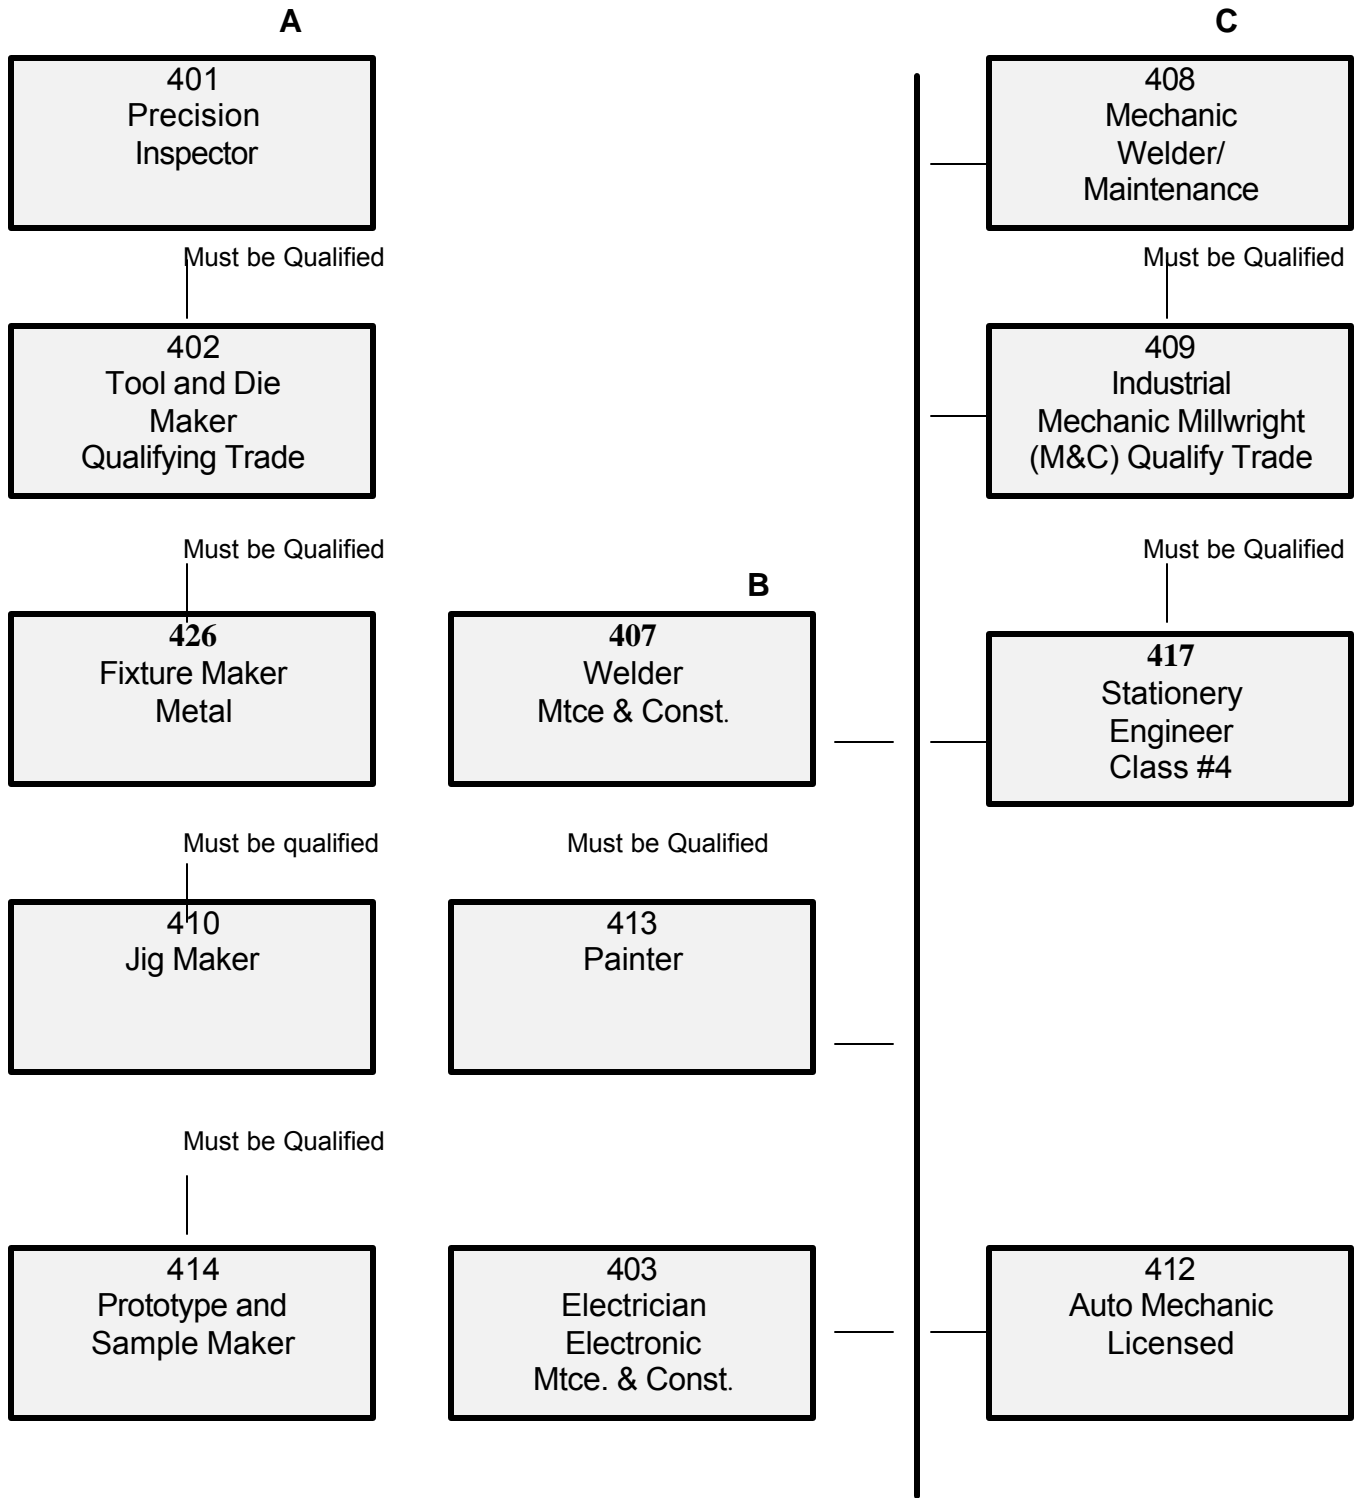 A
401
Precision
Inspector
Must be Qualified
402
Tool and Die
Maker
Qualifying Trade
Must be Qualified
426
Fixture Maker
Metal
Must be qualified
410
Jig Maker
Must be Qualified
414
Prototype and
Sample Maker
B
407
Welder
Mtce & Const.
Must be Qualified
413
Painter
403
Electrician
Electronic
Mtce. & Const.
C
408
Mechanic
Welder/
Maintenance
Must be Qualified
409
Industrial
Mechanic Millwright
(M&C) Qualify Trade
Must be Qualified
417
Stationery
Engineer
Class #4
412
Auto Mechanic
Licensed